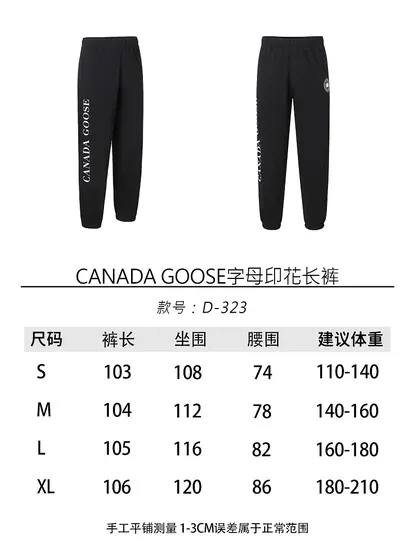 CANADA GOOSE
CANADA GOOSE字母印花长裤
款号：D-323
尺码 裤长 坐围 腰围 建议体重
S 103 108 74 110-140
M 104 112 78 140-160
L 105 116 82 160-180
XL 106 120 86 180-210
手工平铺测量 1-3CM误差属于正常范围